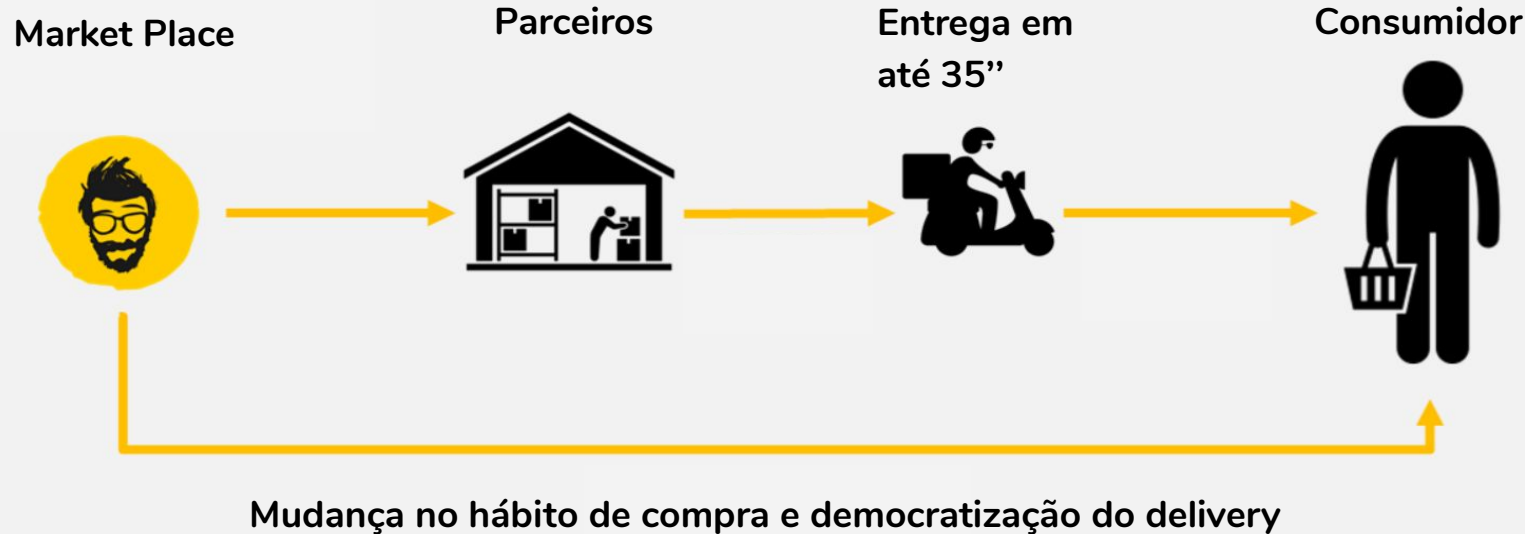 Market Place
Parceiros
Entrega em
até 35’’
Consumidor
Mudança no hábito de compra e democratização do delivery